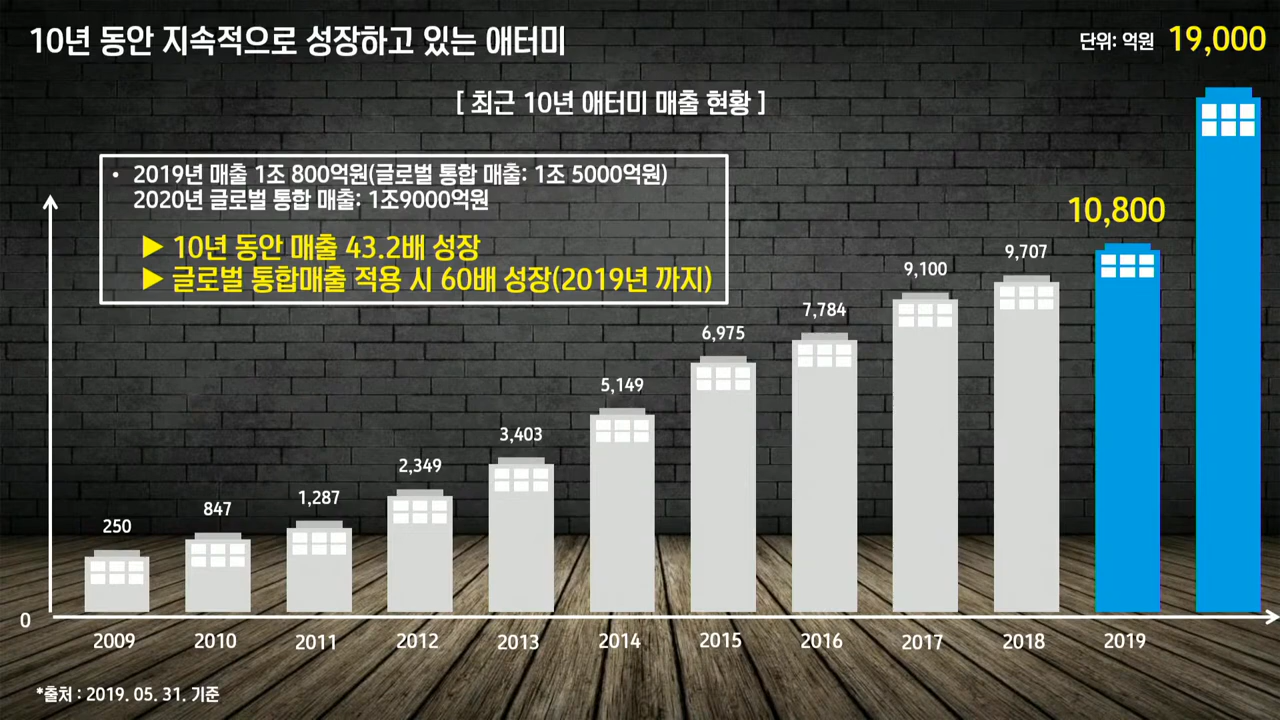 10년 동안 지속적으로 성장하고 있는 애터미
단위: 억원 19,000
[ 최근 10년 애터미 매출 현황 ]
• 2019년 매출 1조 800억원(글로벌 통합 매출: 1조 5000억원)
2020년 글로벌 통합 매출: 1조9000억원
▶ 10년 동안 매출 43.2배 성장
▶ 글로벌 통합매출 적용 시 60배 성장(2019년 까지)
250
847
1,287
2,349
3,403
5,149
6,975
7,784
9,100
9,707
10,800
0
2009 2010 2011 2012 2013 2014 2015 2016 2017 2018 2019
*출처 : 2019. 05. 31. 기준